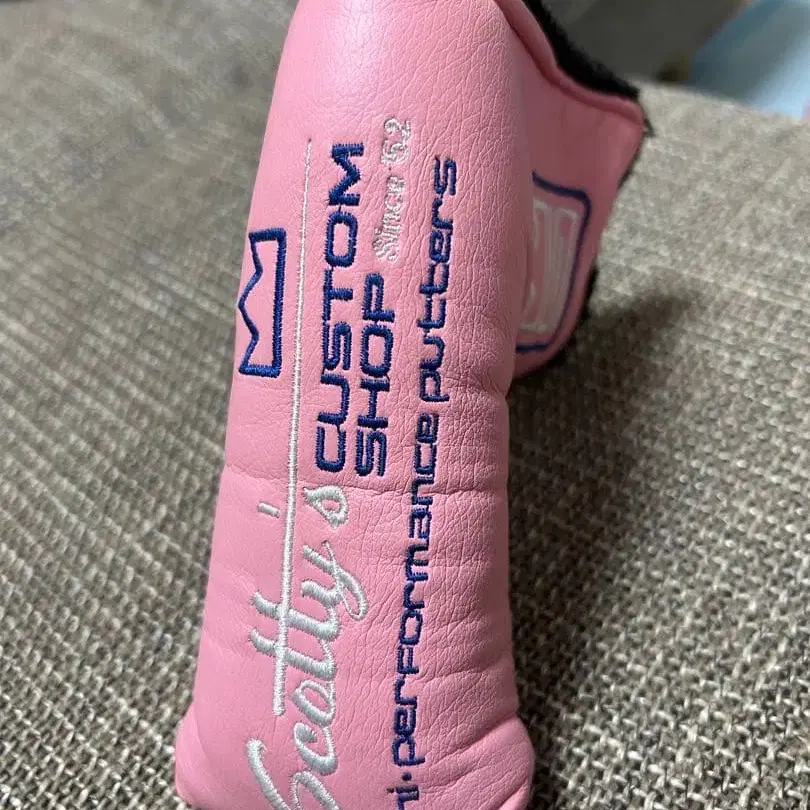 Scotty's
CUSTOM
SHOP
Since '62
i•performance putters